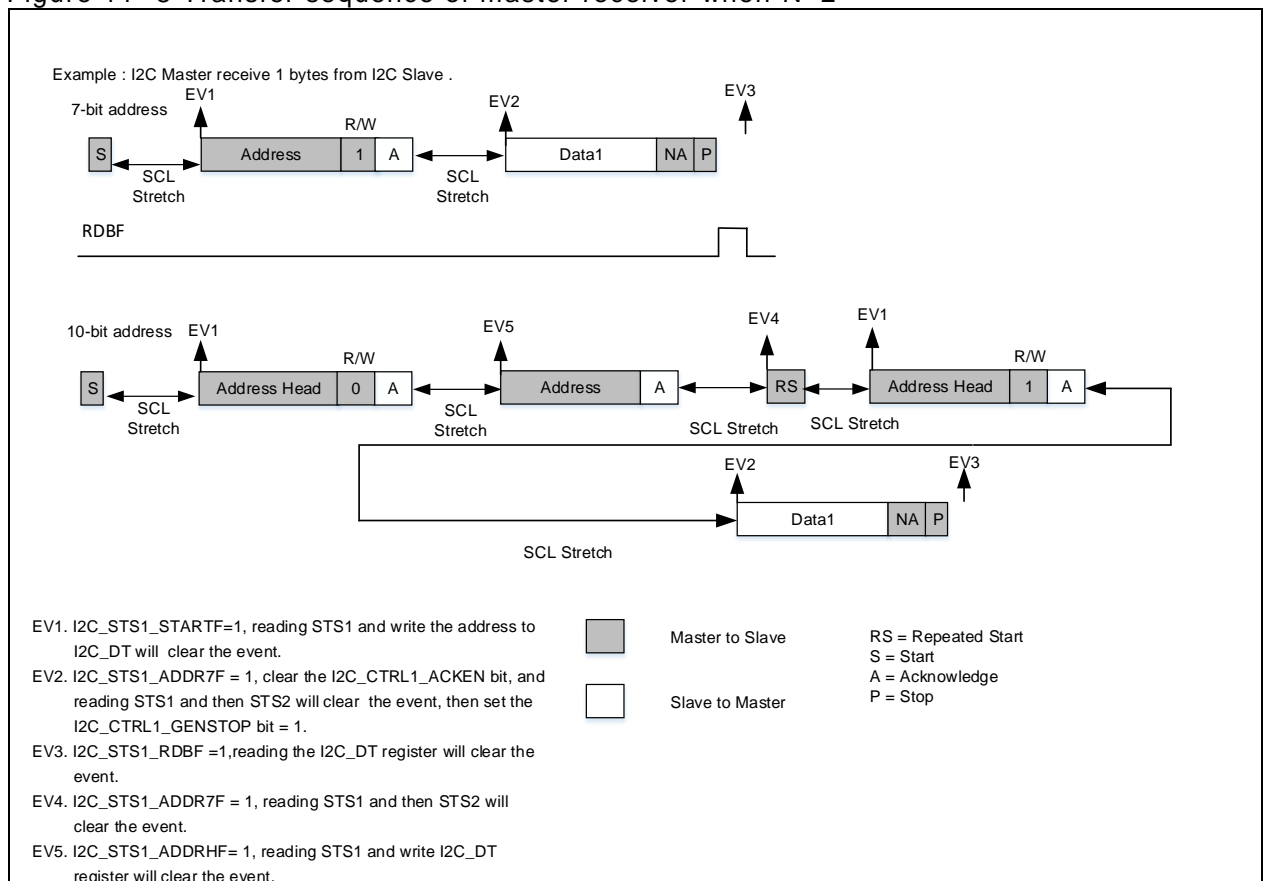 Example : I2C Master receive 1 bytes from I2C Slave .
7-bit address
EV1
EV2
EV3
R/W
S
Address
1
A
Data1
NA
P
SCL
Stretch
SCL
Stretch
RDBF
10-bit address
EV1
EV5
EV4
EV1
R/W
R/W
S
Address Head
0
A
Address
A
RS
Address Head
1
A
SCL
Stretch
SCL
Stretch
SCL Stretch
SCL Stretch
EV2
EV3
Data1
NA
P
SCL Stretch
EV1. I2C_STS1_STARTF=1, reading STS1 and write the address to
I2C_DT will clear the event.
EV2. I2C_STS1_ADDR7F = 1, clear the I2C_CTRL1_ACKEN bit, and
reading STS1 and then STS2 will clear the event, then set the
I2C_CTRL1_GENSTOP bit = 1.
EV3. I2C_STS1_RDBF =1,reading the I2C_DT register will clear the
event.
EV4. I2C_STS1_ADDR7F = 1, reading STS1 and then STS2 will
clear the event.
EV5. I2C_STS1_ADDRHF= 1, reading STS1 and write I2C_DT
register will clear the event.
Master to Slave
Slave to Master
RS = Repeated Start
S = Start
A = Acknowledge
P = Stop